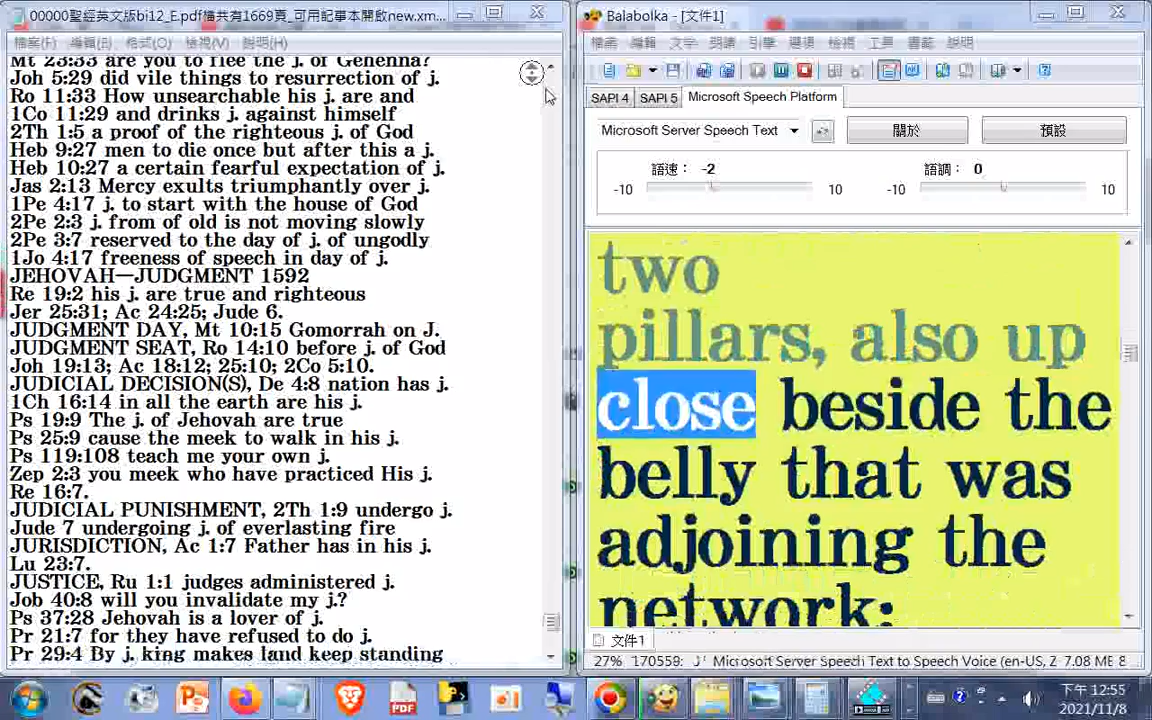 00000聖經英文版bi12_E.pdf檔共有1669頁_可用記事本開啟new.xm...
檔案(F) 編輯(E) 格式(O) 檢視(V) 說明(H)
Mt 23:33 are you to flee the j. of Gehenna?
Joh 5:29 did vile things to resurrection of j.
Ro 11:33 How unsearchable his j. are and
1Co 11:29 and drinks j. against himself
2Th 1:5 a proof of the righteous j. of God
Heb 9:27 men to die once but after this a j.
Heb 10:27 a certain fearful expectation of j.
Jas 2:13 Mercy exults triumphantly over j.
1Pe 4:17 j. to start with the house of God
2Pe 2:3 j. from of old is not moving slowly
2Pe 3:7 reserved to the day of j. of ungodly
1Jo 4:17 freeness of speech in day of j.
JEHOVAH—JUDGMENT 1592
Re 19:2 his j. are true and righteous
Jer 25:31; Ac 24:25; Jude 6.
JUDGMENT DAY, Mt 10:15 Gomorrah on J.
JUDGMENT SEAT, Ro 14:10 before j. of God
Joh 19:13; Ac 18:12; 25:10; 2Co 5:10.
JUDICIAL DECISION(S), De 4:8 nation has j.
1Ch 16:14 in all the earth are his j.
Ps 19:9 The j. of Jehovah are true
Ps 25:9 cause the meek to walk in his j.
Ps 119:108 teach me your own j.
Zep 2:3 you meek who have practiced His j.
Re 16:7.
JUDICIAL PUNISHMENT, 2Th 1:9 undergo j.
Jude 7 undergoing j. of everlasting fire
JURISDICTION, Ac 1:7 Father has in his j.
Lu 23:7.
JUSTICE, Ru 1:1 judges administered j.
Job 40:8 will you invalidate my j.?
Ps 37:28 Jehovah is a lover of j.
Pr 21:7 for they have refused to do j.
Pr 29:4 By j. king makes land keep standing
Balabolka - [文件1]
檔案 編輯 文字 閱讀 引擎 選項 檢視 工具 書籤 說明
SAPI 4 SAPI 5 Microsoft Speech Platform
Microsoft Server Speech Text 關於 預設
語速: -2 語調: 0
-10 10 -10 10
two
pillars, also up
close beside the
belly that was
adjoining the
network;
文件1
27% 170559: Microsoft Server Speech Text to Speech Voice (en-US, Z 7.08 MB 8
PDF
下午 12:55
2021/11/8